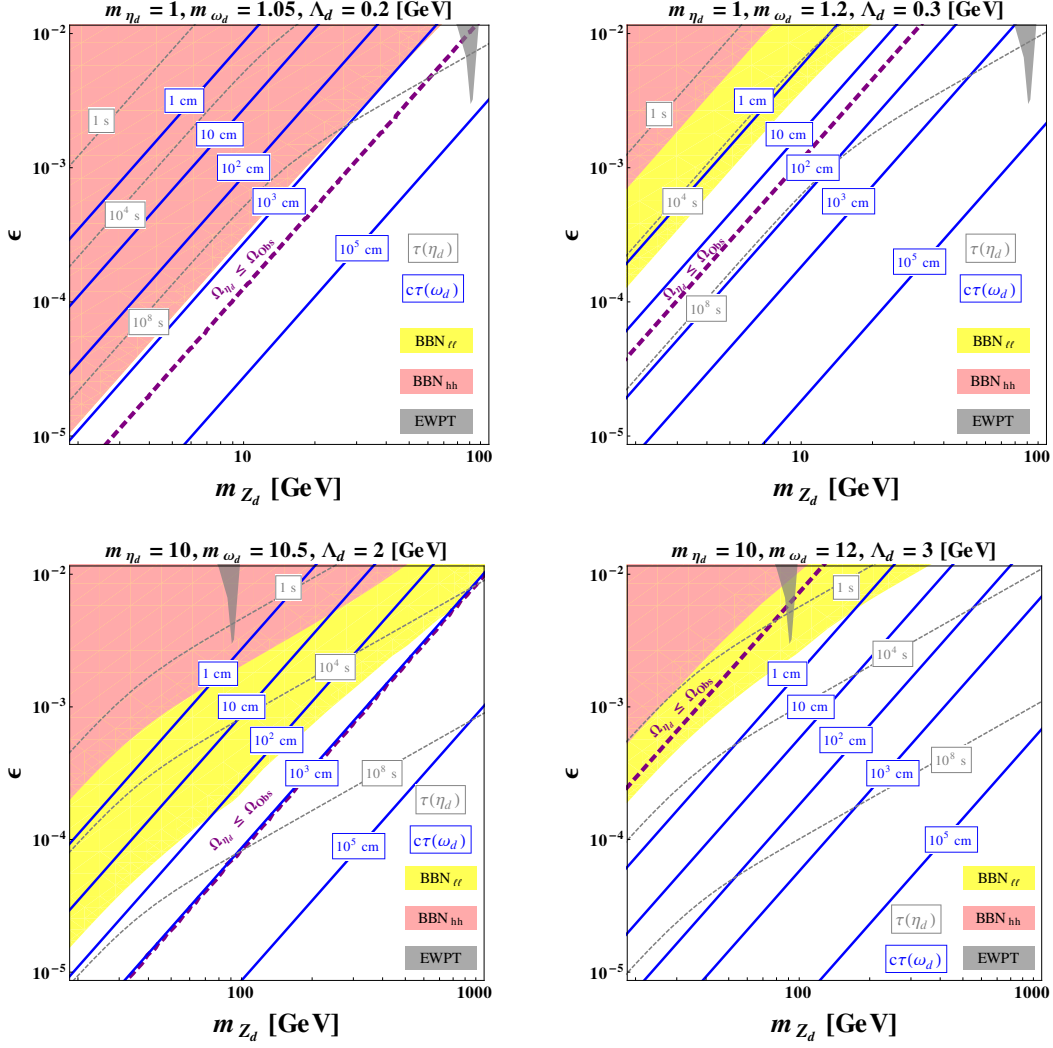 m_{η_d} = 1, m_{ω_d} = 1.05, Λ_d = 0.2 [GeV]
10^{-2}
10^{-3}
10^{-4}
10^{-5}
ϵ
1 s
10^4 s
10^8 s
1 cm
10 cm
10^2 cm
10^3 cm
10^5 cm
Ω_{η_d} ≤ Ω_{Obs}
τ(η_d)
cτ(ω_d)
BBN_{ℓℓ}
BBN_{hh}
EWPT
10
100
m_{Z_d} [GeV]
m_{η_d} = 1, m_{ω_d} = 1.2, Λ_d = 0.3 [GeV]
10^{-2}
10^{-3}
10^{-4}
10^{-5}
ϵ
1 s
10^4 s
10^8 s
1 cm
10 cm
10^2 cm
10^3 cm
10^5 cm
Ω_{η_d} ≤ Ω_{Obs}
τ(η_d)
cτ(ω_d)
BBN_{ℓℓ}
BBN_{hh}
EWPT
10
100
m_{Z_d} [GeV]
m_{η_d} = 10, m_{ω_d} = 10.5, Λ_d = 2 [GeV]
10^{-2}
10^{-3}
10^{-4}
10^{-5}
ϵ
1 s
10^4 s
10^8 s
1 cm
10 cm
10^2 cm
10^3 cm
10^5 cm
Ω_{η_d} ≤ Ω_{Obs}
τ(η_d)
cτ(ω_d)
BBN_{ℓℓ}
BBN_{hh}
EWPT
100
1000
m_{Z_d} [GeV]
m_{η_d} = 10, m_{ω_d} = 12, Λ_d = 3 [GeV]
10^{-2}
10^{-3}
10^{-4}
10^{-5}
ϵ
1 s
10^4 s
10^8 s
1 cm
10 cm
10^2 cm
10^3 cm
10^5 cm
Ω_{η_d} ≤ Ω_{Obs}
τ(η_d)
cτ(ω_d)
BBN_{ℓℓ}
BBN_{hh}
EWPT
100
1000
m_{Z_d} [GeV]